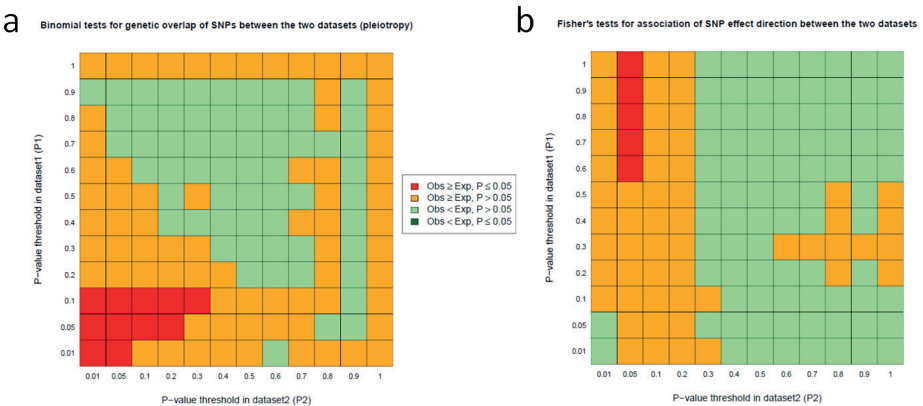 a
Binomial tests for genetic overlap of SNPs between the two datasets (pleiotropy)
P-value threshold in dataset1 (P1)
1
0.9
0.8
0.7
0.6
0.5
0.4
0.3
0.2
0.1
0.05
0.01
0.01 0.05 0.1 0.2 0.3 0.4 0.5 0.6 0.7 0.8 0.9 1
P-value threshold in dataset2 (P2)
Obs ≥ Exp, P ≤ 0.05
Obs ≥ Exp, P > 0.05
Obs < Exp, P > 0.05
Obs < Exp, P ≤ 0.05
b
Fisher's tests for association of SNP effect direction between the two datasets
P-value threshold in dataset1 (P1)
1
0.9
0.8
0.7
0.6
0.5
0.4
0.3
0.2
0.1
0.05
0.01
0.01 0.05 0.1 0.2 0.3 0.4 0.5 0.6 0.7 0.8 0.9 1
P-value threshold in dataset2 (P2)